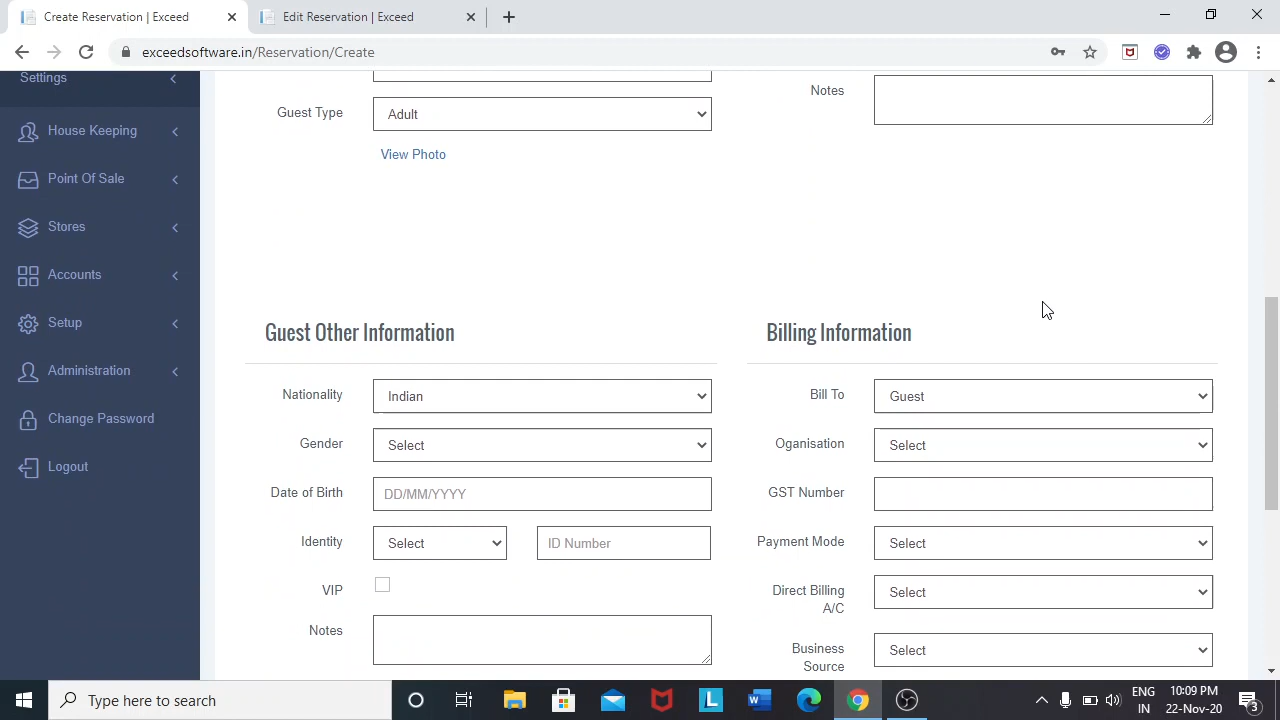 Create Reservation | Exceed
Edit Reservation | Exceed
exceedsoftware.in/Reservation/Create
Settings
House Keeping
Point Of Sale
Stores
Accounts
Setup
Administration
Change Password
Logout
Guest Type
Adult
View Photo
Notes
Guest Other Information
Nationality
Indian
Gender
Select
Date of Birth
DD/MM/YYYY
Identity
Select
ID Number
VIP
Notes
Billing Information
Bill To
Guest
Oganisation
Select
GST Number
Payment Mode
Select
Direct Billing
A/C
Select
Business
Source
Select
Type here to search
L
W
ENG
IN
10:09 PM
22-Nov-20
3